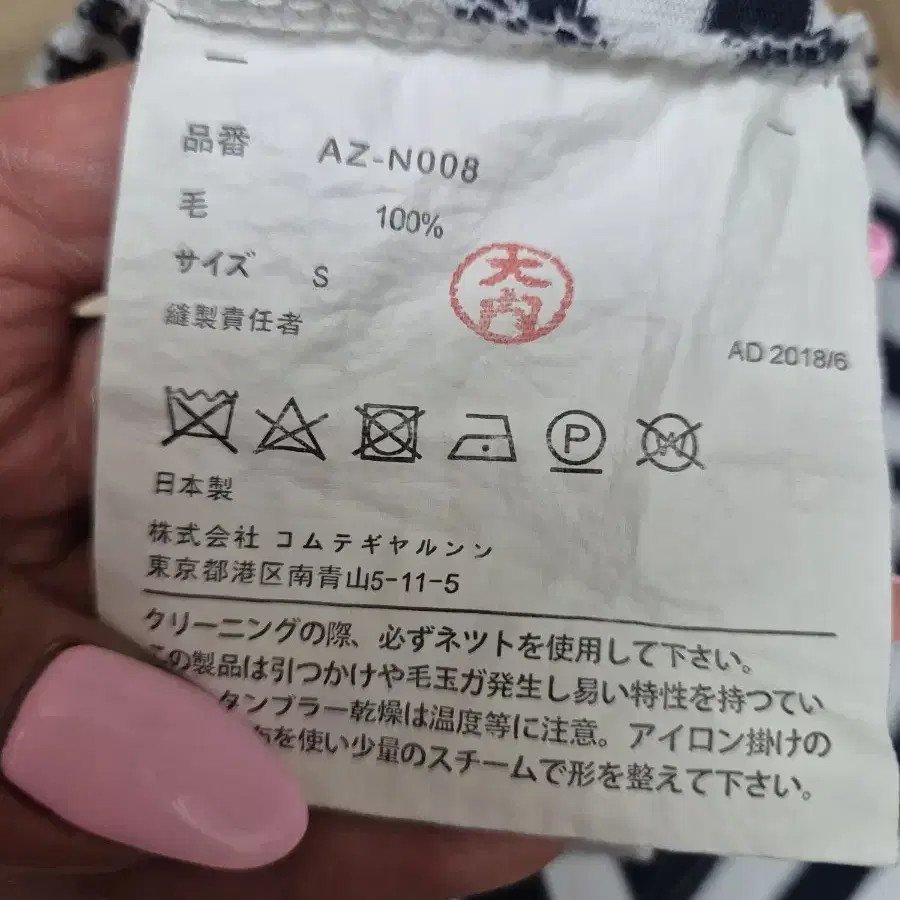 品番 AZ-N008
毛 100%
サイズ S
縫製責任者 大内
AD 2018/6
P
W
日本製
株式会社 コムテギヤルソン
東京都港区南青山5-11-5
クリーニングの際、必ずネツトを使用して下さい。
この製品は引つかけや毛玉ガ発生し易い特性を持つてい
タンブラー乾燥は温度等に注意。アイロン掛けの
布を使い少量のスチームで形を整えて下さい。